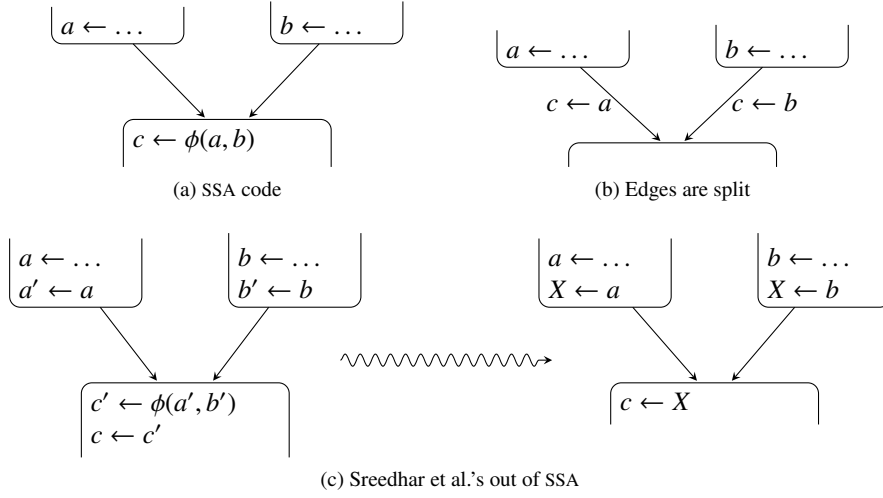 a ← …
b ← …
c ← ϕ(a, b)
(a) SSA code
a ← …
b ← …
c ← a
c ← b
(b) Edges are split
a ← …
a′ ← a
b ← …
b′ ← b
c′ ← ϕ(a′, b′)
c ← c′
a ← …
X ← a
b ← …
X ← b
c ← X
(c) Sreedhar et al.'s out of SSA